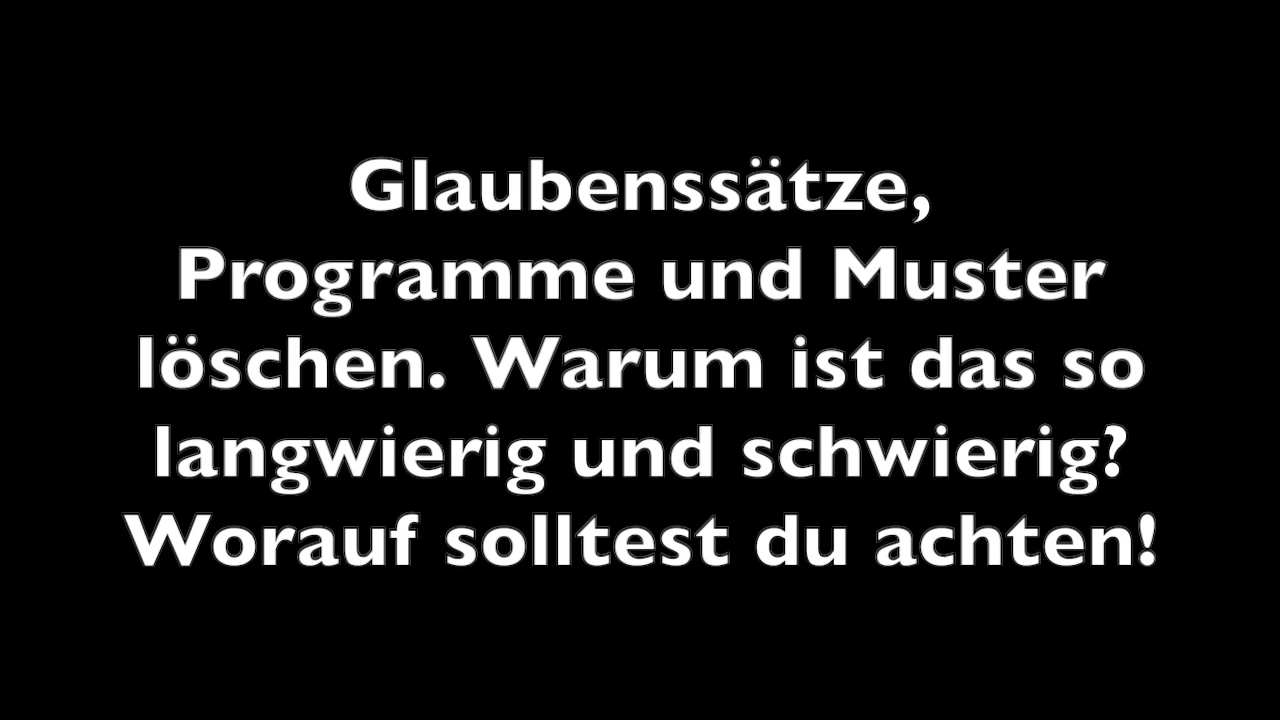 Glaubenssätze,
Programme und Muster
löschen. Warum ist das so
langwierig und schwierig?
Worauf solltest du achten!